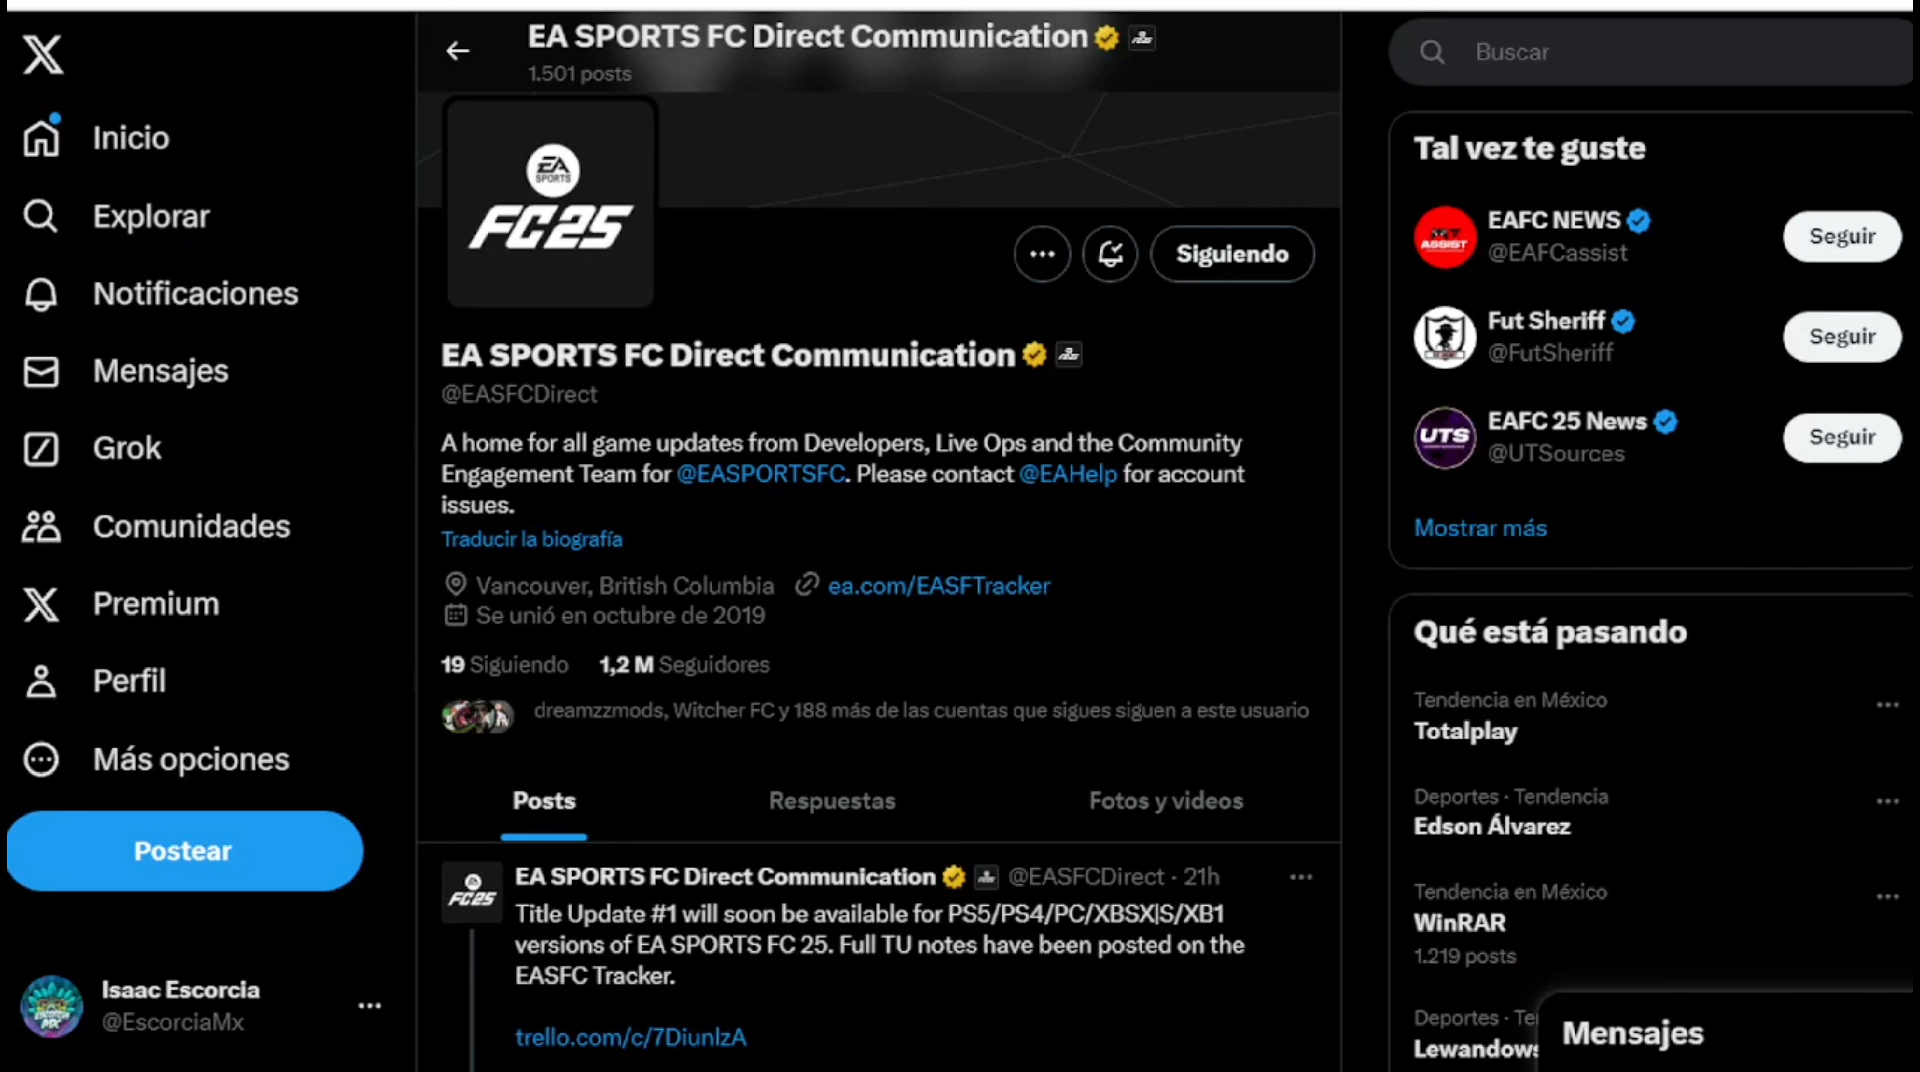 Inicio
Explorar
Notificaciones
Mensajes
Grok
Comunidades
Premium
Perfil
Más opciones
Postear
Isaac Escorcia
@EscorciaMx
EA SPORTS FC Direct Communication
1.501 posts
EA SPORTS
FC25
Siguiendo
EA SPORTS FC Direct Communication
@EASFCDirect
A home for all game updates from Developers, Live Ops and the Community
Engagement Team for @EASPORTSFC. Please contact @EAHelp for account
issues.
Traducir la biografía
Vancouver, British Columbia ea.com/EASFTracker
Se unió en octubre de 2019
19 Siguiendo 1,2 M Seguidores
dreamzzmods, Witcher FC y 188 más de las cuentas que sigues siguen a este usuario
Posts Respuestas Fotos y videos
FC25
EA SPORTS FC Direct Communication @EASFCDirect · 21h
Title Update #1 will soon be available for PS5/PS4/PC/XBSX|S/XB1
versions of EA SPORTS FC 25. Full TU notes have been posted on the
EASFC Tracker.
trello.com/c/7DiunlzA
Buscar
Tal vez te guste
ASSIST
EAFC NEWS
@EAFCassist
Seguir
Fut Sheriff
@FutSheriff
Seguir
UTS
EAFC 25 News
@UTSources
Seguir
Mostrar más
Qué está pasando
Tendencia en México
Totalplay
Deportes · Tendencia
Edson Álvarez
Tendencia en México
WinRAR
1.219 posts
Deportes · Te
Lewandows
Mensajes